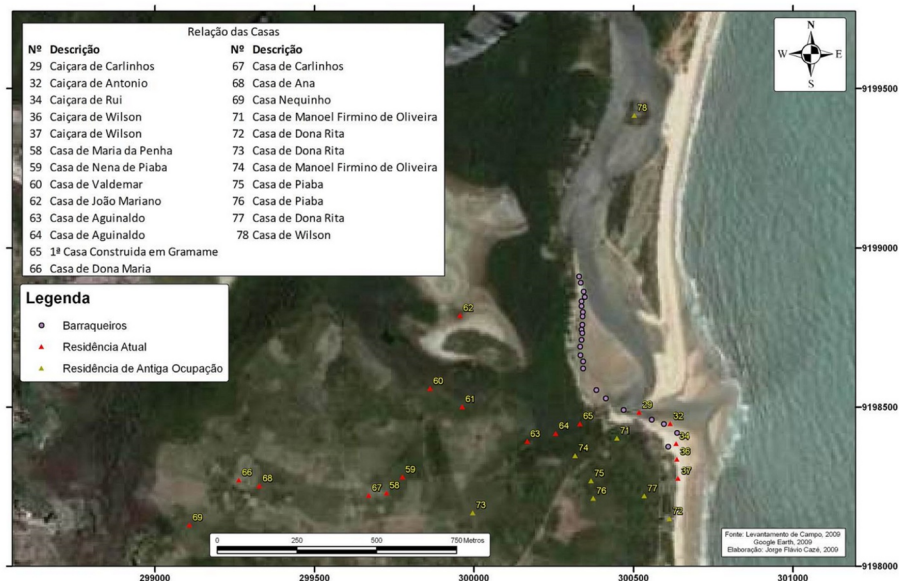 Relação das Casas
Nº Descrição Nº Descrição
29 Caiçara de Carlinhos 67 Casa de Carlinhos
32 Caiçara de Antonio 68 Casa de Ana
34 Caiçara de Rui 69 Casa Nequinho
36 Caiçara de Wilson 71 Casa de Manoel Firmino de Oliveira
37 Caiçara de Wilson 72 Casa de Dona Rita
58 Casa de Maria da Penha 73 Casa de Dona Rita
59 Casa de Nena de Piaba 74 Casa de Manoel Firmino de Oliveira
60 Casa de Valdemar 75 Casa de Piaba
62 Casa de João Mariano 76 Casa de Piaba
63 Casa de Aguinaldo 77 Casa de Dona Rita
64 Casa de Aguinaldo 78 Casa de Wilson
65 1ª Casa Construida em Gramame
66 Casa de Dona Maria
N
W E
S
9199500
78
9199000
Legenda
Barraqueiros
Residência Atual
Residência de Antiga Ocupação
62
60
61
9198500
29
32
65
64
63
71
34
36
74
75
76
77
37
72
59
58
67
66
68
73
69
0 250 500 750 Metros
Fonte: Levantamento de Campo, 2009
Google Earth, 2009
Elaboração: Jorge Flávio Cazé, 2009
9198000
299000 299500 300000 300500 301000